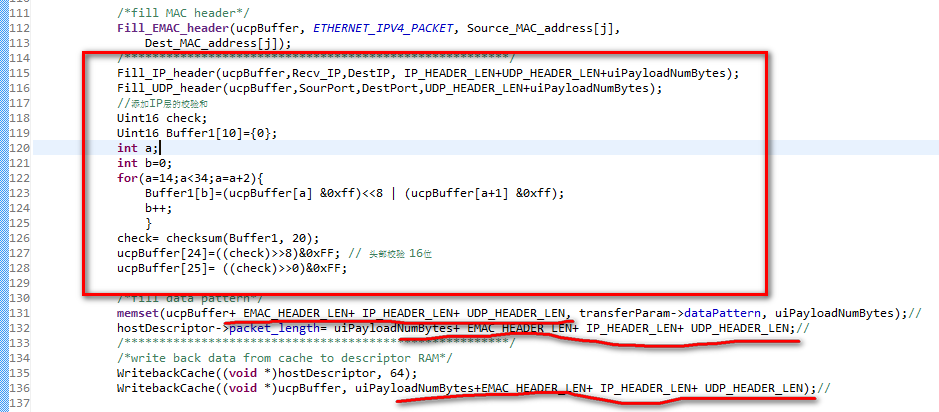 111 /*fill MAC header*/
112 Fill_EMAC_header(ucpBuffer, ETHERNET_IPV4_PACKET, Source_MAC_address[j],
113 Dest_MAC_address[j]);
114 /*******************************************************/
115 Fill_IP_header(ucpBuffer,Recv_IP,DestIP, IP_HEADER_LEN+UDP_HEADER_LEN+uiPayloadNumBytes);
116 Fill_UDP_header(ucpBuffer,SourPort,DestPort,UDP_HEADER_LEN+uiPayloadNumBytes);
117 //添加IP层的校验和
118 Uint16 check;
119 Uint16 Buffer1[10]={0};
120 int a;
121 int b=0;
122 for(a=14;a<34;a=a+2){
123 Buffer1[b]=(ucpBuffer[a] &0xff)<<8 | (ucpBuffer[a+1] &0xff);
124 b++;
125 }
126 check= checksum(Buffer1, 20);
127 ucpBuffer[24]=((check)>>8)&0xFF; // 头部校验 16位
128 ucpBuffer[25]= ((check)>>0)&0xFF;
129
130 /*fill data pattern*/
131 memset(ucpBuffer+ EMAC_HEADER_LEN+ IP_HEADER_LEN+ UDP_HEADER_LEN, transferParam->dataPattern, uiPayloadNumBytes);//
132 hostDescriptor->packet_length= uiPayloadNumBytes+ EMAC_HEADER_LEN+ IP_HEADER_LEN+ UDP_HEADER_LEN;//
133 /*******************************************************/
134 /*write back data from cache to descriptor RAM*/
135 WritebackCache((void *)hostDescriptor, 64);
136 WritebackCache((void *)ucpBuffer, uiPayloadNumBytes+EMAC_HEADER_LEN+ IP_HEADER_LEN+ UDP_HEADER_LEN);//
137